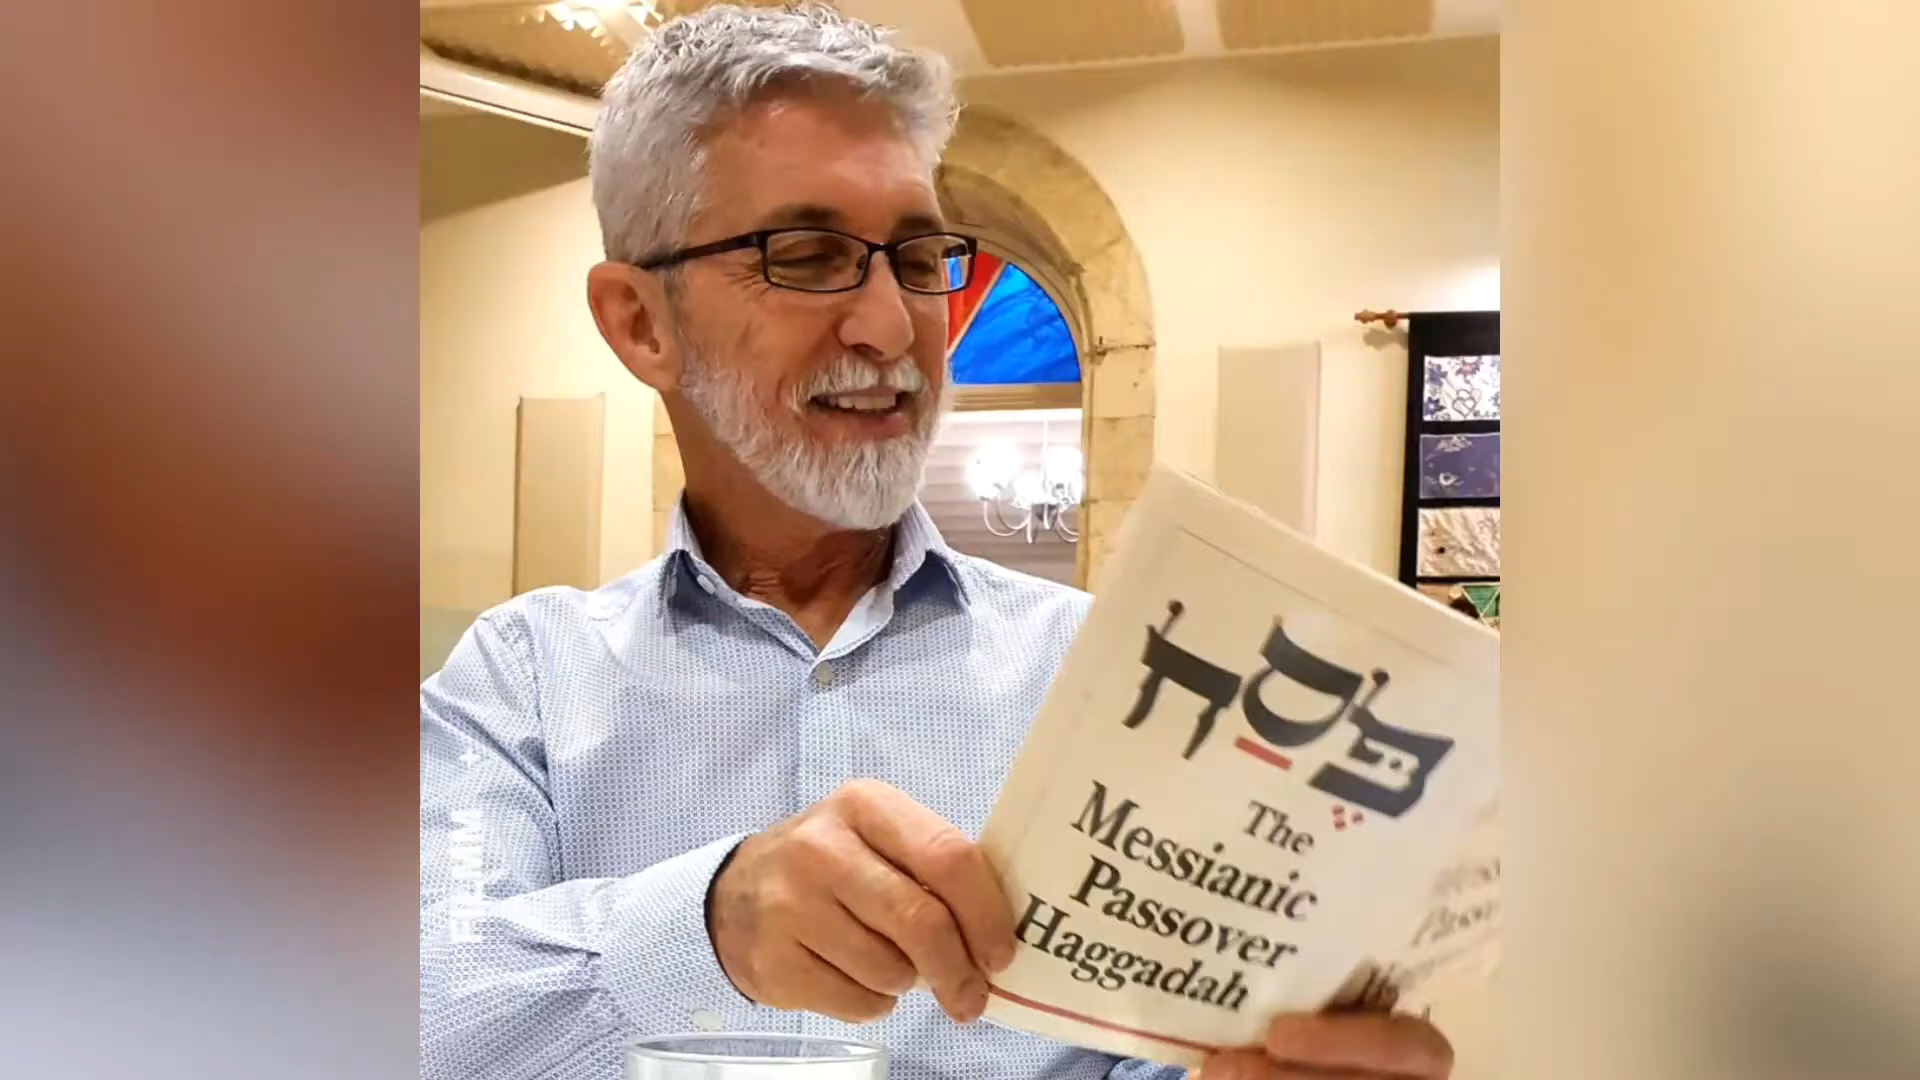 פֶּסַח
The
Messianic
Passover
Haggadah